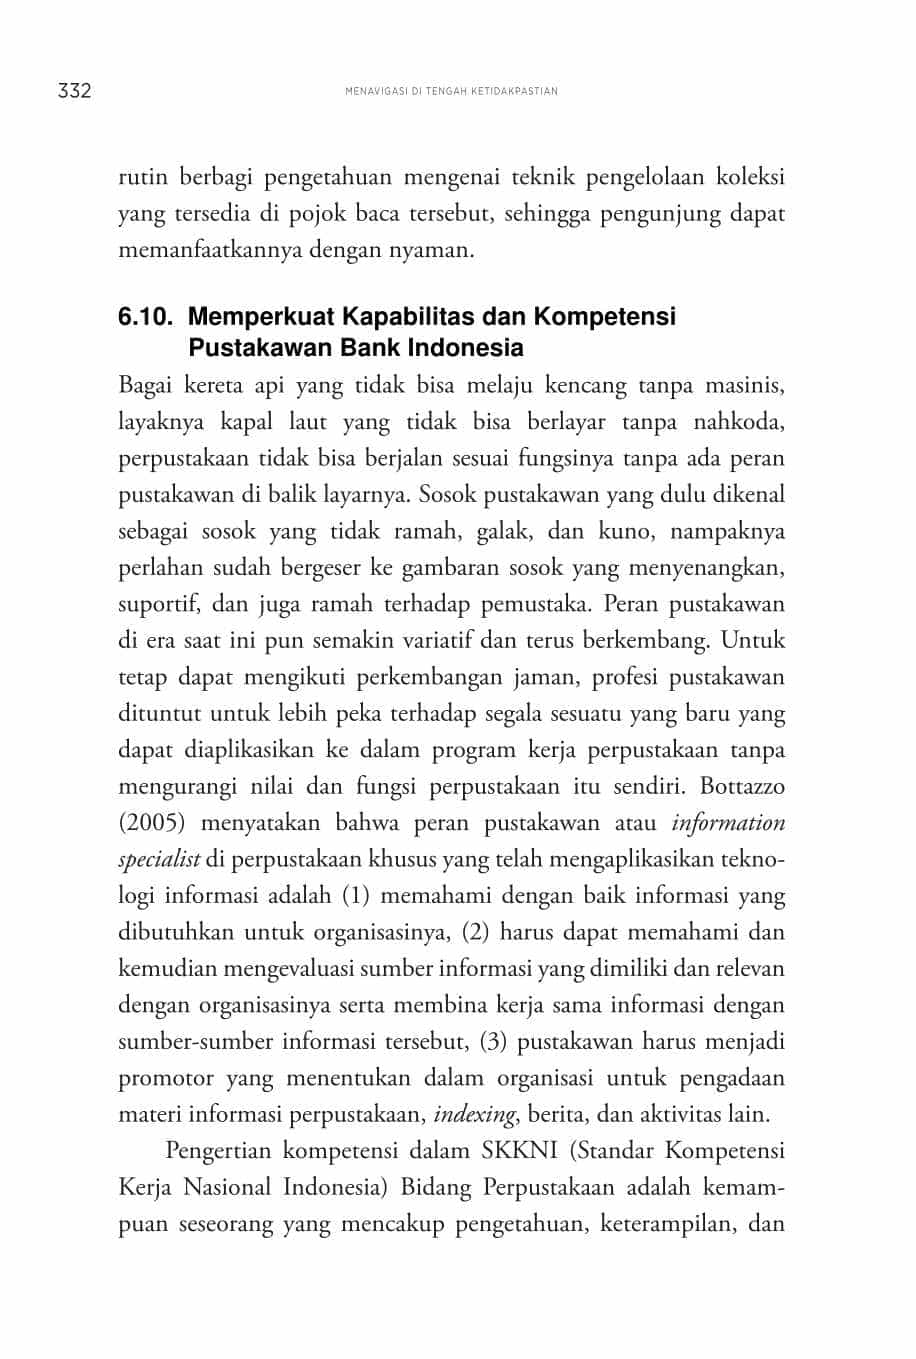 332
MENAVIGASI DI TENGAH KETIDAKPASTIAN
rutin berbagi pengetahuan mengenai teknik pengelolaan koleksi
yang tersedia di pojok baca tersebut, sehingga pengunjung dapat
memanfaatkannya dengan nyaman.
6.10. Memperkuat Kapabilitas dan Kompetensi
Pustakawan Bank Indonesia
Bagai kereta api yang tidak bisa melaju kencang tanpa masinis,
layaknya kapal laut yang tidak bisa berlayar tanpa nahkoda,
perpustakaan tidak bisa berjalan sesuai fungsinya tanpa ada peran
pustakawan di balik layarnya. Sosok pustakawan yang dulu dikenal
sebagai sosok yang tidak ramah, galak, dan kuno, nampaknya
perlahan sudah bergeser ke gambaran sosok yang menyenangkan,
suportif, dan juga ramah terhadap pemustaka. Peran pustakawan
di era saat ini pun semakin variatif dan terus berkembang. Untuk
tetap dapat mengikuti perkembangan jaman, profesi pustakawan
dituntut untuk lebih peka terhadap segala sesuatu yang baru yang
dapat diaplikasikan ke dalam program kerja perpustakaan tanpa
mengurangi nilai dan fungsi perpustakaan itu sendiri. Bottazzo
(2005) menyatakan bahwa peran pustakawan atau information
specialist di perpustakaan khusus yang telah mengaplikasikan tekno-
logi informasi adalah (1) memahami dengan baik informasi yang
dibutuhkan untuk organisasinya, (2) harus dapat memahami dan
kemudian mengevaluasi sumber informasi yang dimiliki dan relevan
dengan organisasinya serta membina kerja sama informasi dengan
sumber-sumber informasi tersebut, (3) pustakawan harus menjadi
promotor yang menentukan dalam organisasi untuk pengadaan
materi informasi perpustakaan, indexing, berita, dan aktivitas lain.
Pengertian kompetensi dalam SKKNI (Standar Kompetensi
Kerja Nasional Indonesia) Bidang Perpustakaan adalah kemam-
puan seseorang yang mencakup pengetahuan, keterampilan, dan